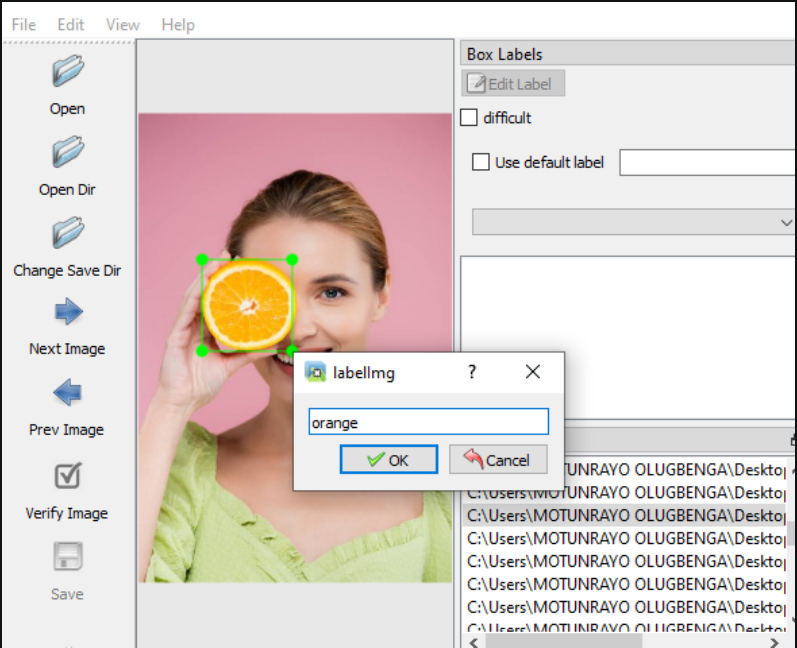 File Edit View Help
Open
Open Dir
Change Save Dir
Next Image
Prev Image
Verify Image
Save
Box Labels
Edit Label
difficult
Use default label
labelImg ?
orange
OK Cancel
MOTUNRAYO OLUGBENGA\Deskto
C:\Users\MOTUNRAYO OLUGBENGA\Deskto
C:\Users\MOTUNRAYO OLUGBENGA\Deskto
C:\Users\MOTUNRAYO OLUGBENGA\Deskto
C:\Users\MOTUNRAYO OLUGBENGA\Deskto
C:\Users\MOTUNRAYO OLUGBENGA\Deskto
C:\Users\MOTUNRAYO OLUGBENGA\Deskto
C:\Users\MOTUNRAYO OLUGBENGA\Deskto